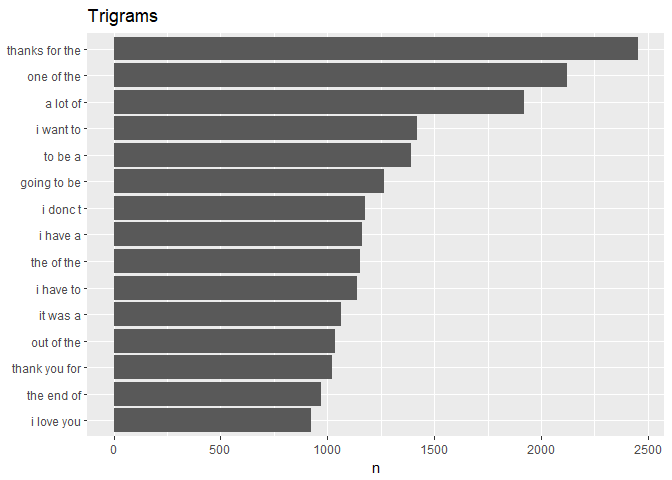 Trigrams
thanks for the
one of the
a lot of
i want to
to be a
going to be
i donc t
i have a
the of the
i have to
it was a
out of the
thank you for
the end of
i love you
0 500 1000 1500 2000 2500
n